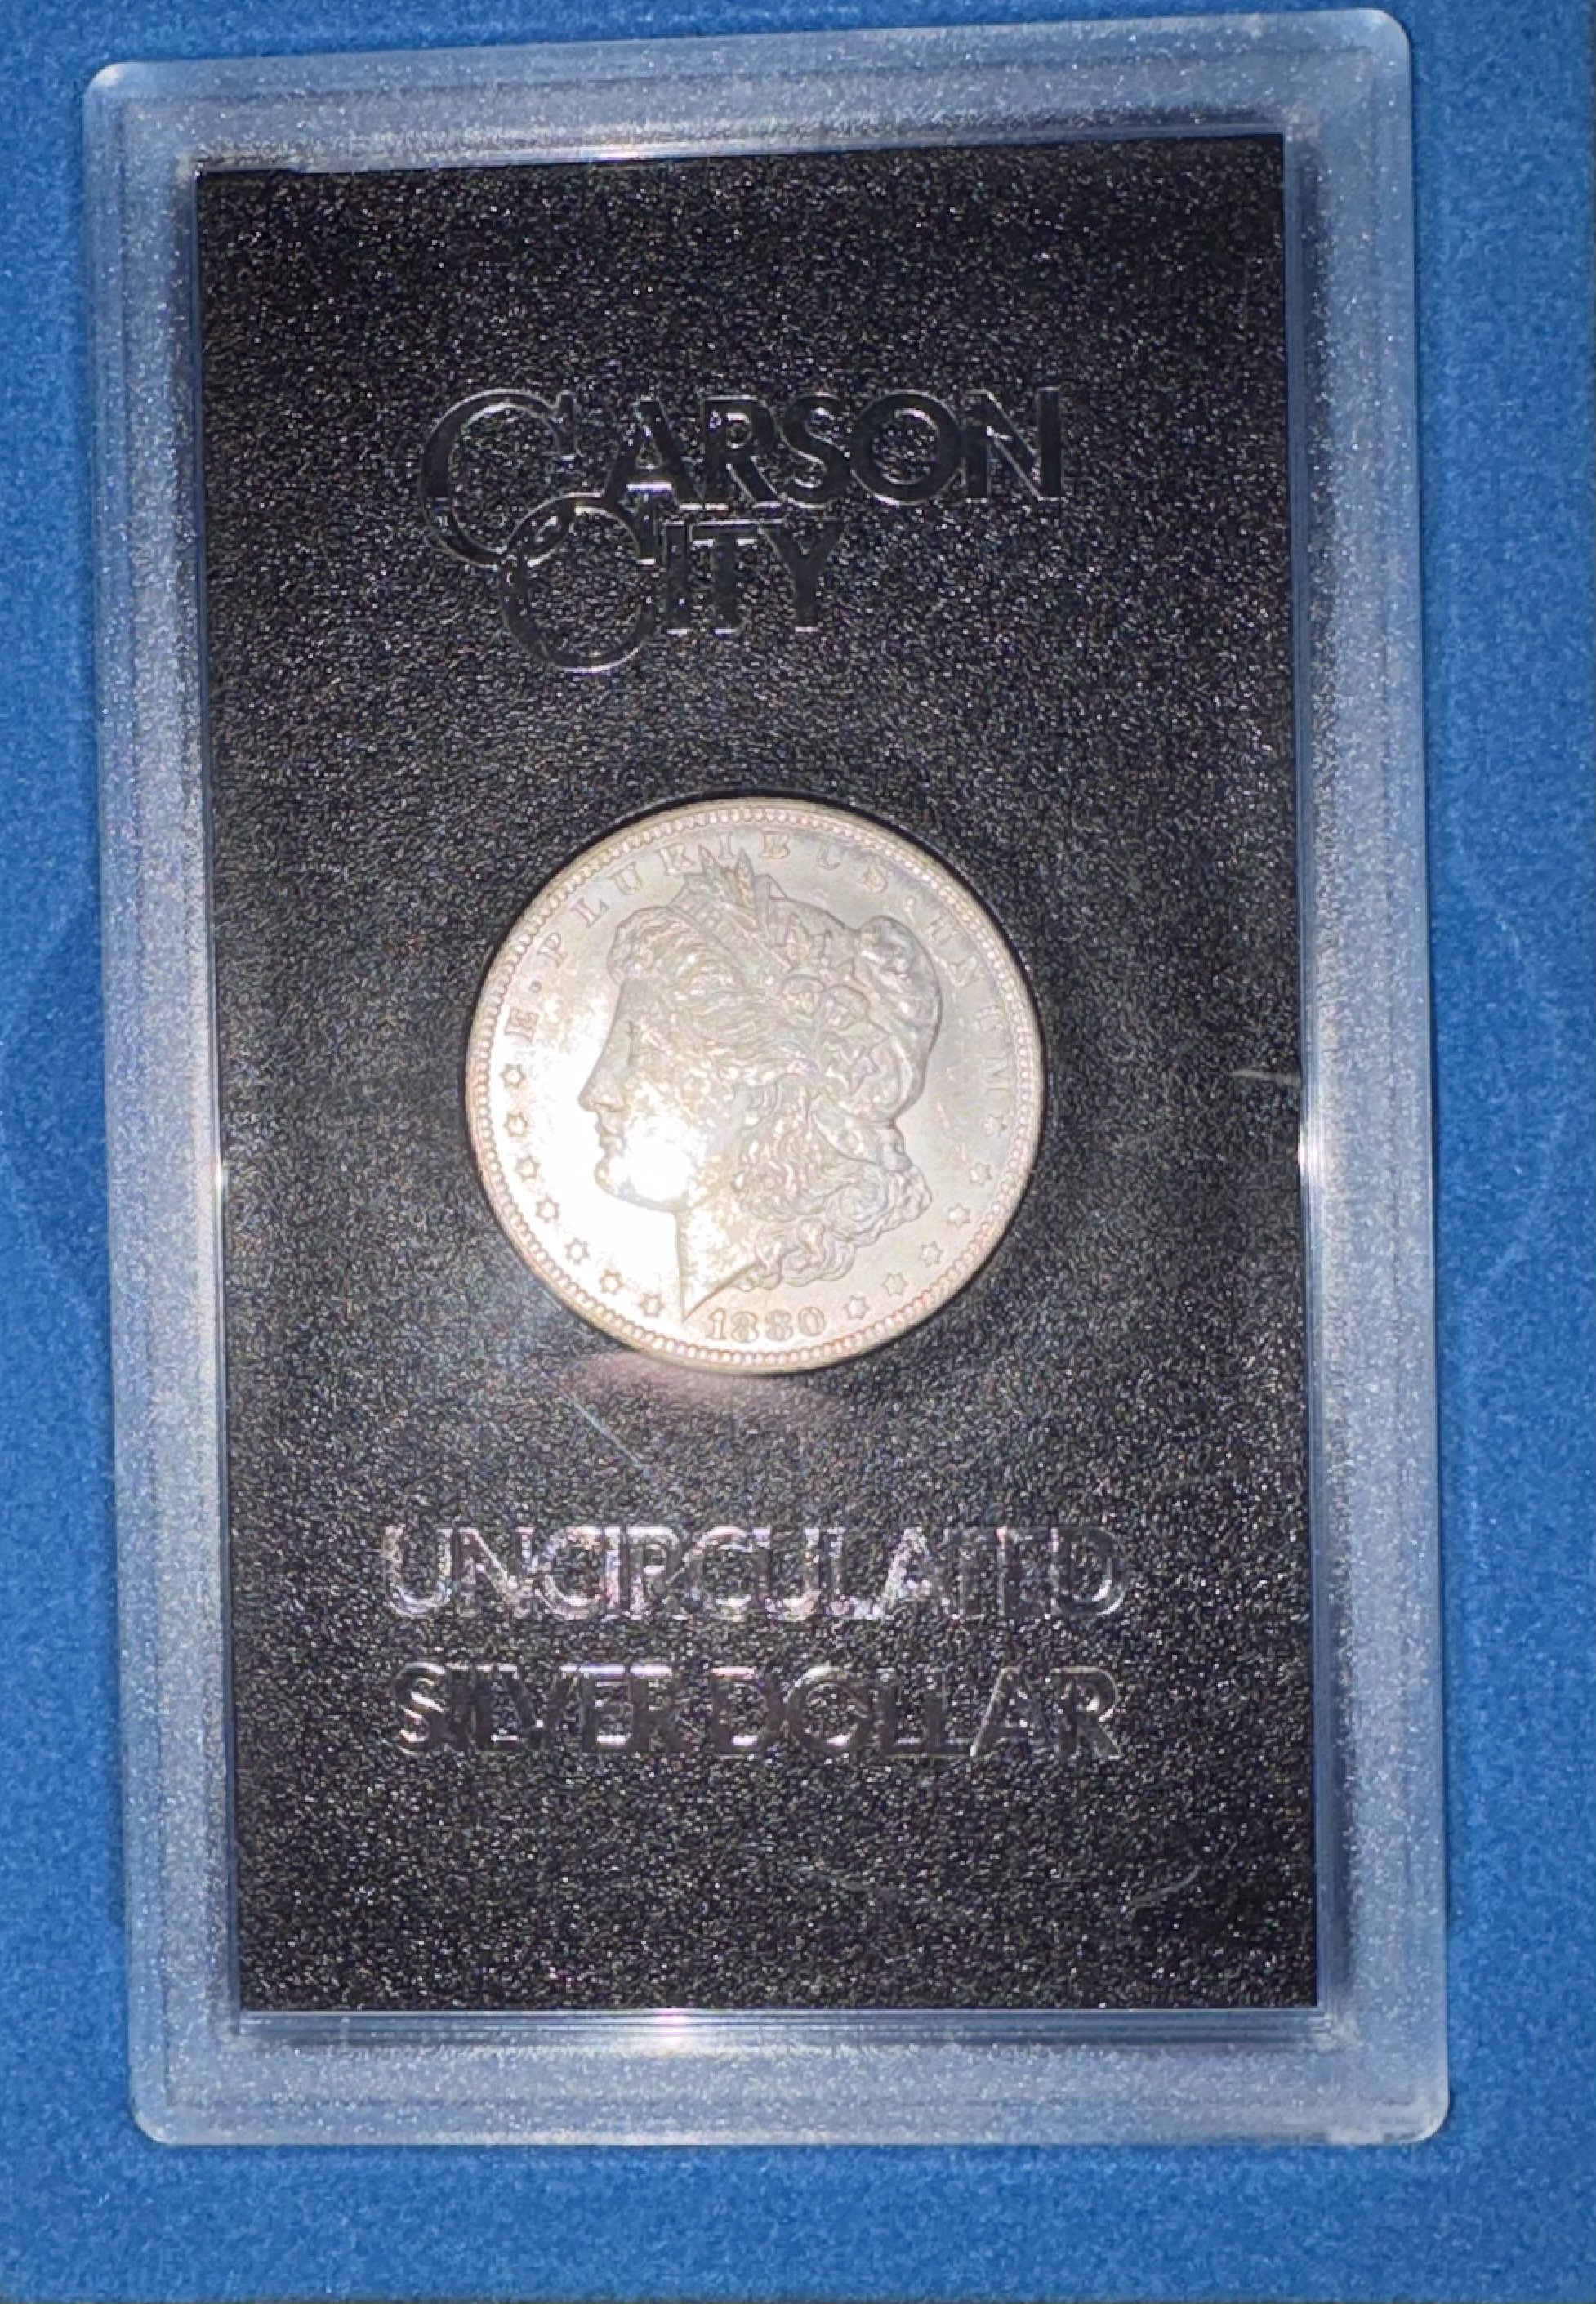 CARSON
CITY
E·PLURIBUS·UNUM
1880
UNCIRCULATED
SILVER DOLLAR